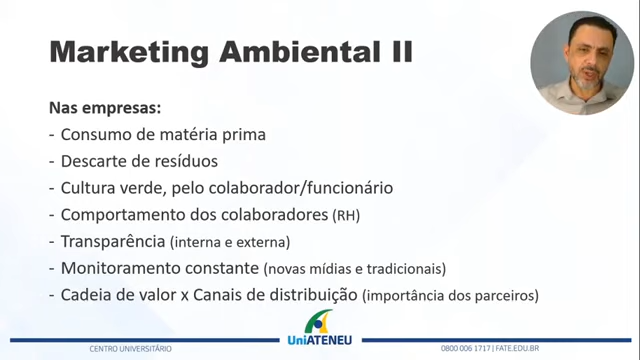 Marketing Ambiental II
Nas empresas:
- Consumo de matéria prima
- Descarte de resíduos
- Cultura verde, pelo colaborador/funcionário
- Comportamento dos colaboradores (RH)
- Transparência (interna e externa)
- Monitoramento constante (novas mídias e tradicionais)
- Cadeia de valor x Canais de distribuição (importância dos parceiros)
CENTRO UNIVERSITÁRIO
UniATENEU
0800 006 1717 | FATE.EDU.BR